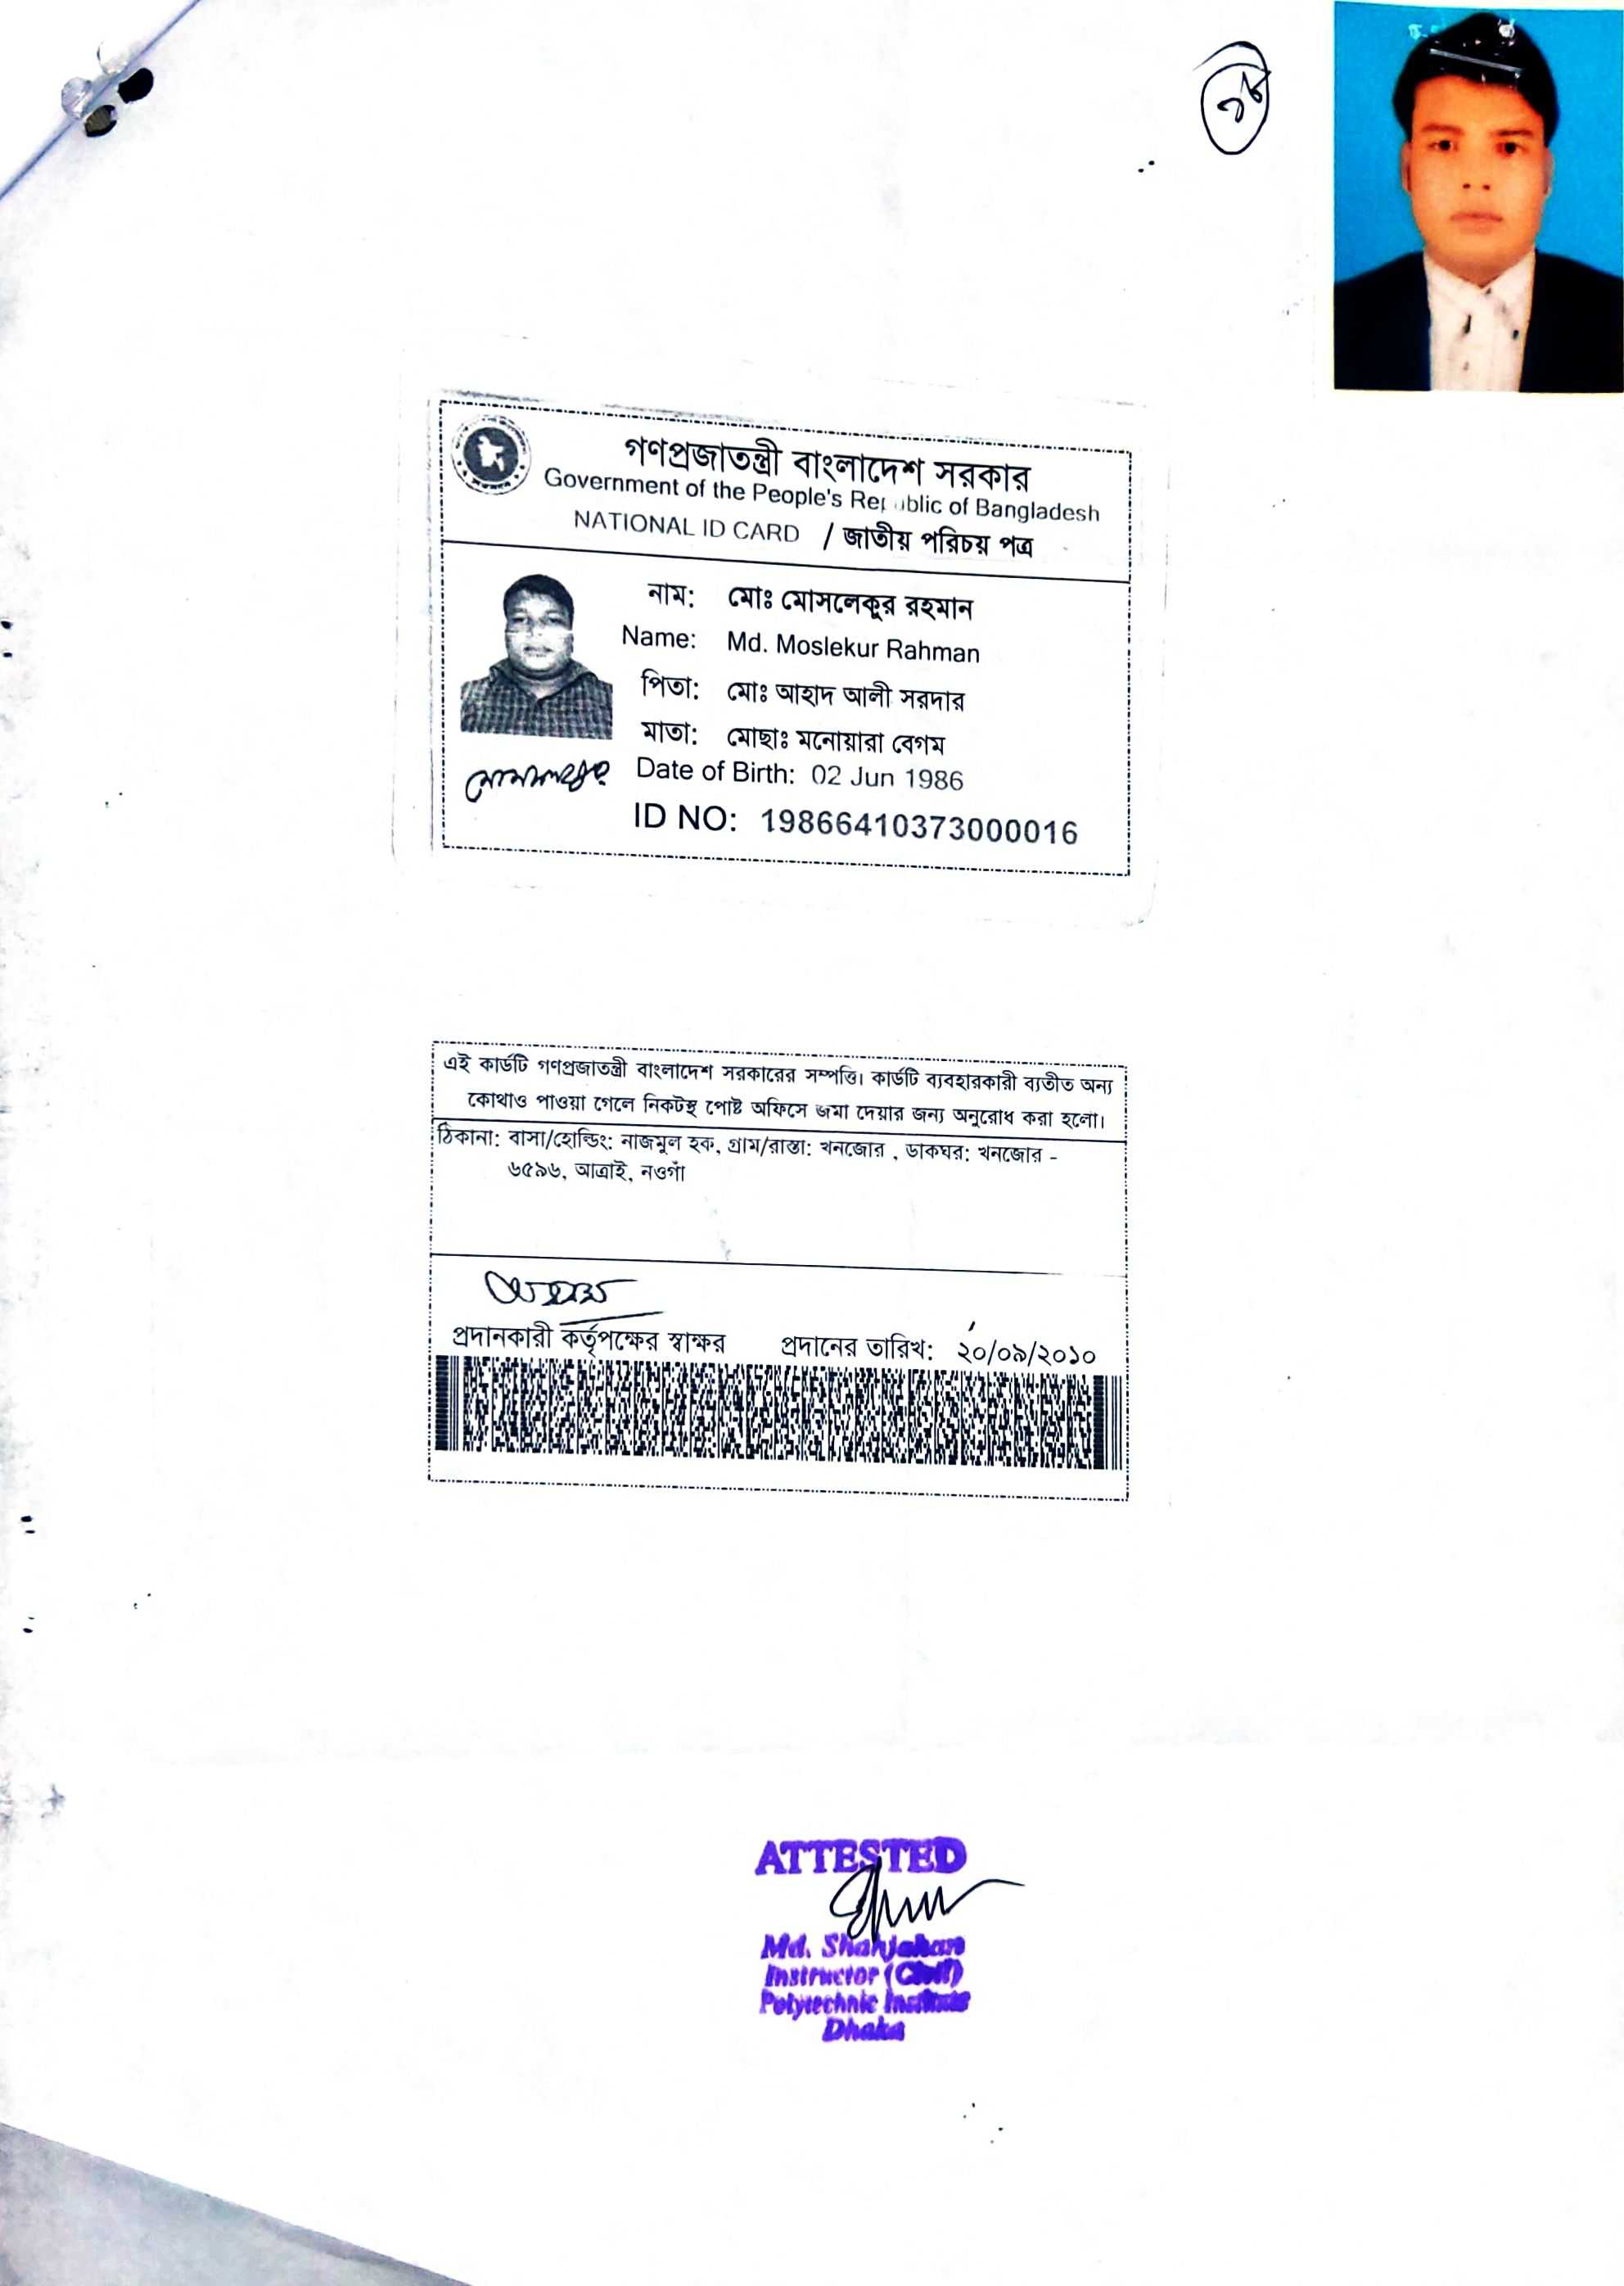 গণপ্রজাতন্ত্রী বাংলাদেশ সরকার
Government of the People's Republic of Bangladesh
NATIONAL ID CARD / জাতীয় পরিচয় পত্র
নাম: মোঃ মোসলেকুর রহমান
Name: Md. Moslekur Rahman
পিতা: মোঃ আহাদ আলী সরদার
মাতা: মোছাঃ মনোয়ারা বেগম
Date of Birth: 02 Jun 1986
ID NO: 19866410373000016
এই কার্ডটি গণপ্রজাতন্ত্রী বাংলাদেশ সরকারের সম্পত্তি। কার্ডটি ব্যবহারকারী ব্যতীত অন্য
কোথাও পাওয়া গেলে নিকটস্থ পোষ্ট অফিসে জমা দেয়ার জন্য অনুরোধ করা হলো।
ঠিকানা: বাসা/হোল্ডিং: নাজমুল হক, গ্রাম/রাস্তা: খনজোর , ডাকঘর: খনজোর -
৬৫৯৬, আত্রাই, নওগাঁ
প্রদানকারী কর্তৃপক্ষের স্বাক্ষর প্রদানের তারিখ: ২০/০৯/২০১০
ATTESTED
Md. Shahjahan
Instructor (Civil)
Polytechnic Institute
Dhaka